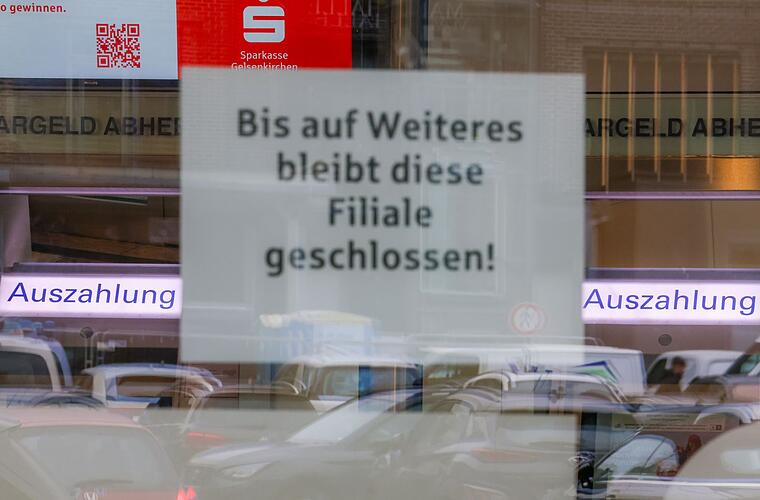 o gewinnen.
Sparkasse
Gelsenkirchen
ARGELD ABHE
ARGELD ABHE
Bis auf Weiteres
bleibt diese
Filiale
geschlossen!
Auszahlung
Auszahlung